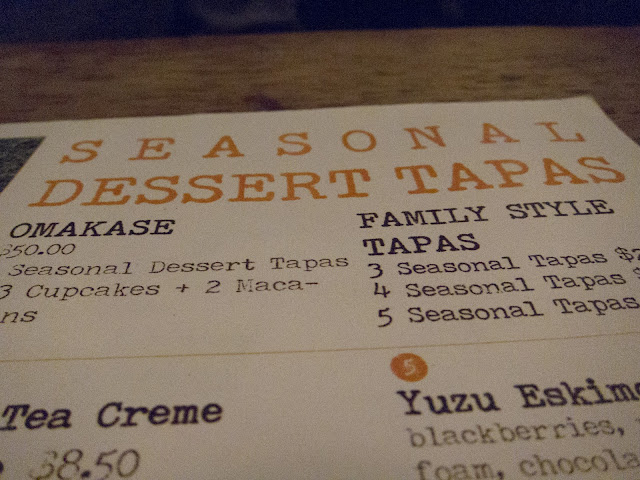 SEASONAL
DESSERT TAPAS
OMAKASE
$50.00
Seasonal Dessert Tapas
3 Cupcakes + 2 Maca-
ns
FAMILY STYLE
TAPAS
3 Seasonal Tapas $
4 Seasonal Tapas
5 Seasonal Tapas
Tea Creme
$8.50
5
Yuzu Eskim
blackberries,
foam, chocola